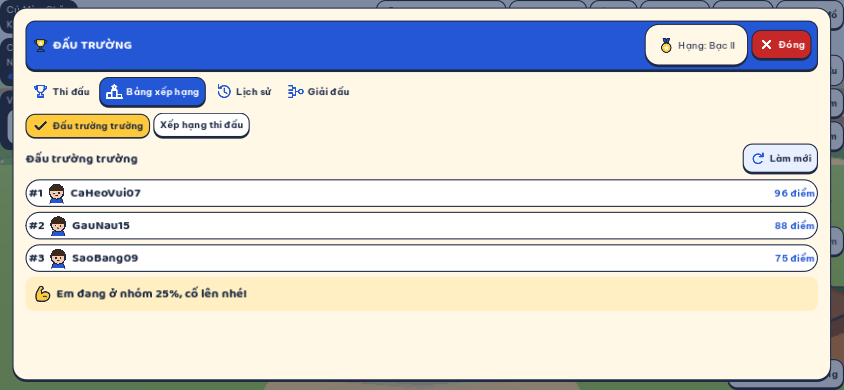 ĐẤU TRƯỜNG
Hạng: Bạc II
Đóng
Thi đấu
Bảng xếp hạng
Lịch sử
Giải đấu
Đấu trường trường
Xếp hạng thi đấu
Đấu trường trường
Làm mới
#1 CaHeoVui07 96 điểm
#2 GauNau15 88 điểm
#3 SaoBang09 75 điểm
Em đang ở nhóm 25%, cố lên nhé!